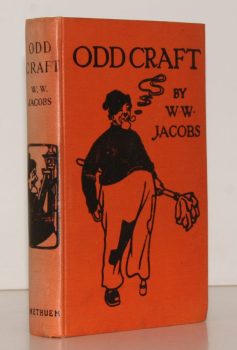 ODD
CRAFT
W. W.
JACOBS
METHUEN
ODD CRAFT
BY
W·W·
JACOBS